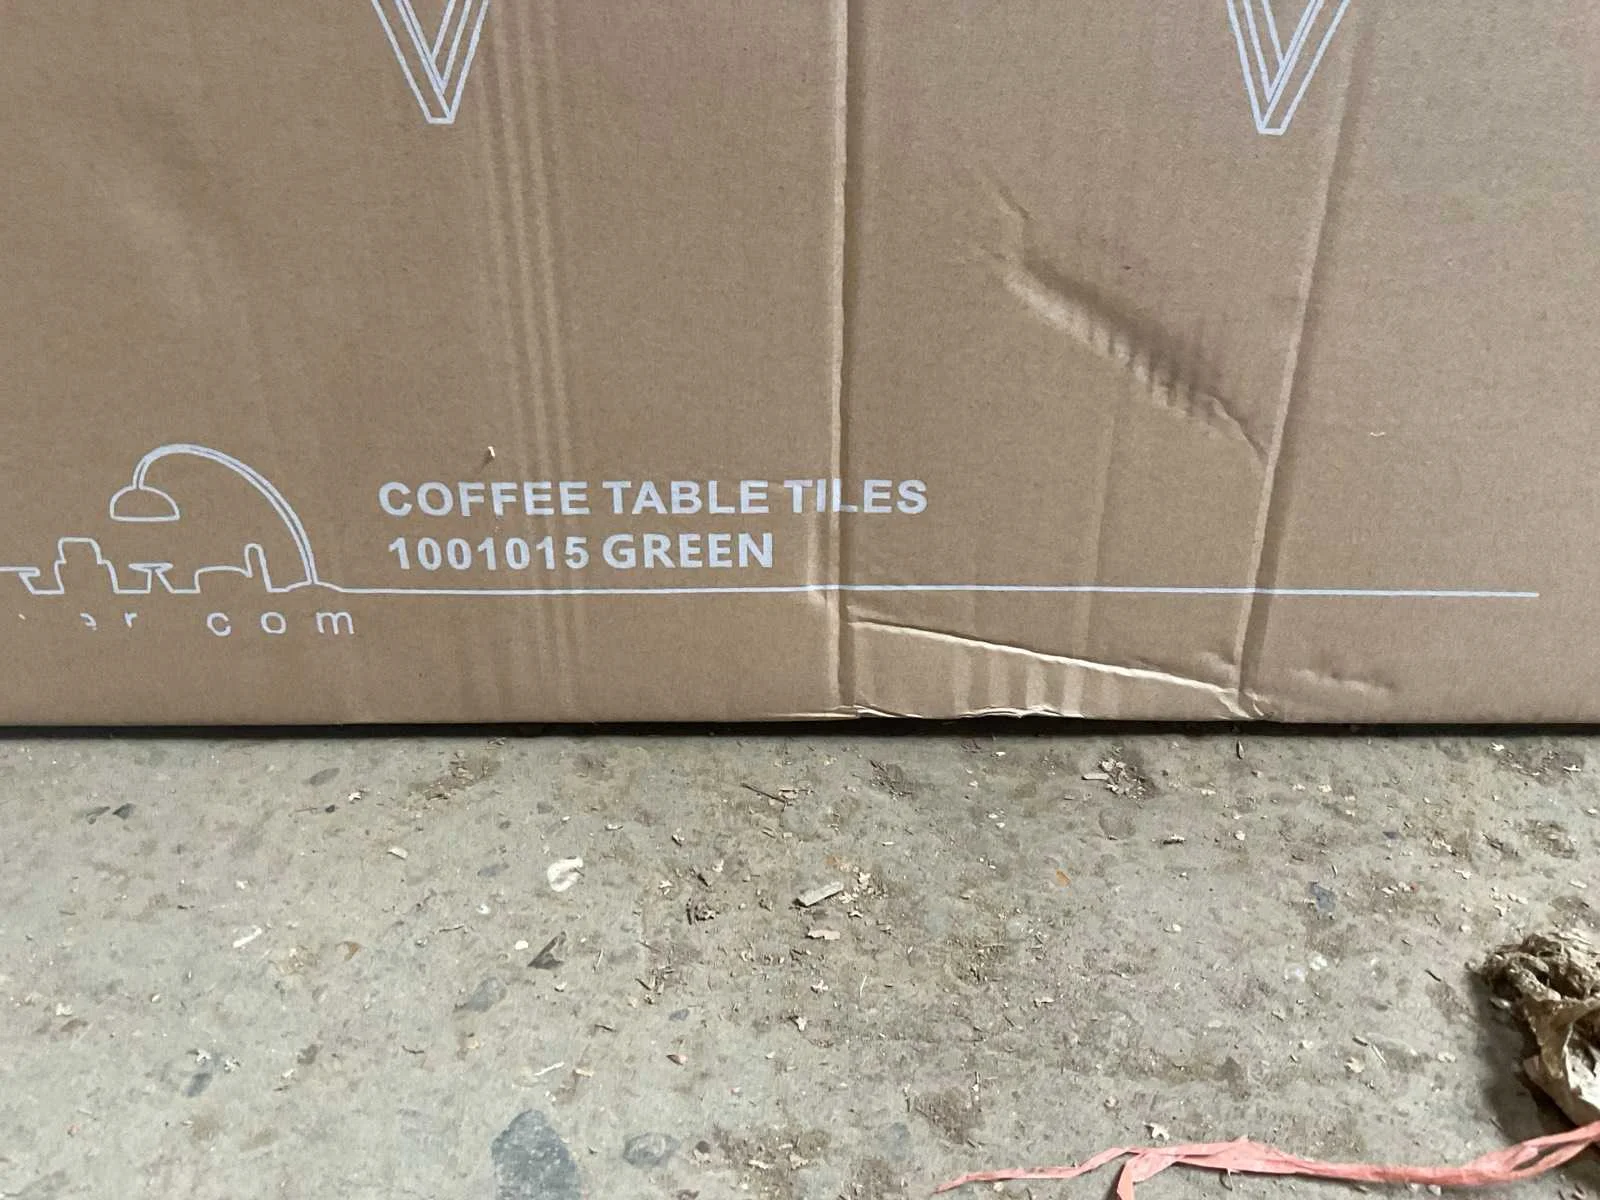 COFFEE TABLE TILES
1001015 GREEN
com